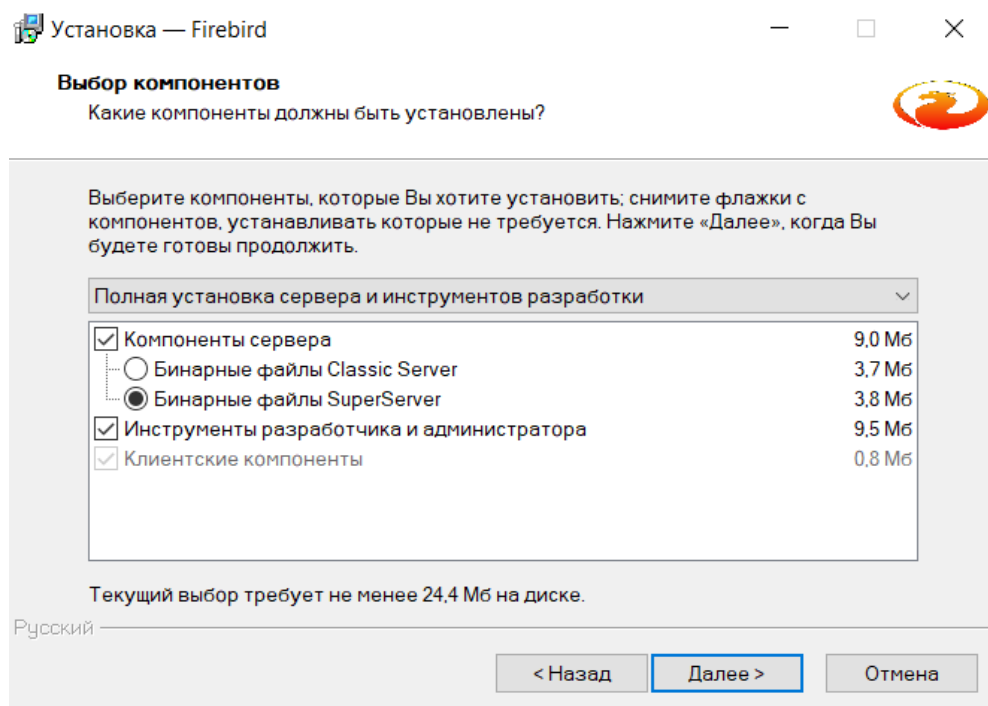 Установка — Firebird
Выбор компонентов
Какие компоненты должны быть установлены?
Выберите компоненты, которые Вы хотите установить; снимите флажки с
компонентов, устанавливать которые не требуется. Нажмите «Далее», когда Вы
будете готовы продолжить.
Полная установка сервера и инструментов разработки
Компоненты сервера 9,0 Мб
Бинарные файлы Classic Server 3,7 Мб
Бинарные файлы SuperServer 3,8 Мб
Инструменты разработчика и администратора 9,5 Мб
Клиентские компоненты 0,8 Мб
Текущий выбор требует не менее 24,4 Мб на диске.
Русский
< Назад Далее > Отмена